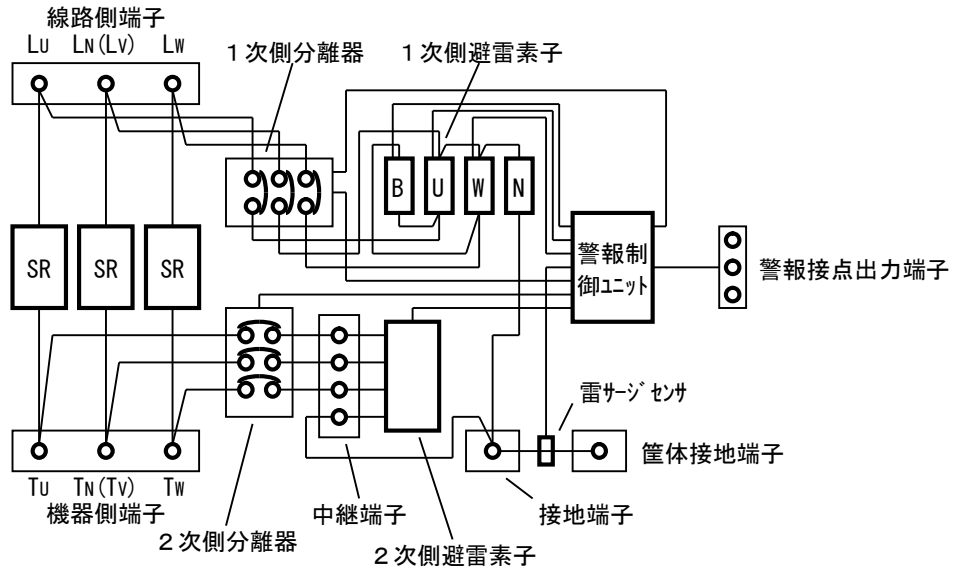 線路側端子
LU LN(LV) LW
1次側分離器
1次側避雷素子
B U W N
SR SR SR
警報制
御ﾕﾆｯﾄ
警報接点出力端子
雷ｻｰｼﾞｾﾝｻ
筐体接地端子
TU TN(TV) TW
機器側端子
中継端子
接地端子
2次側分離器
2次側避雷素子